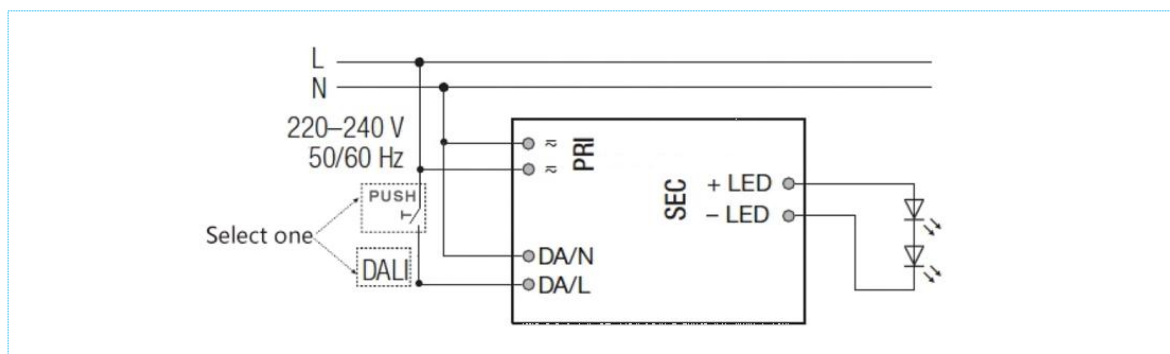 L
N
220–240 V
50/60 Hz
PUSH
Select one
DALI
PRI
SEC
+ LED
– LED
DA/N
DA/L